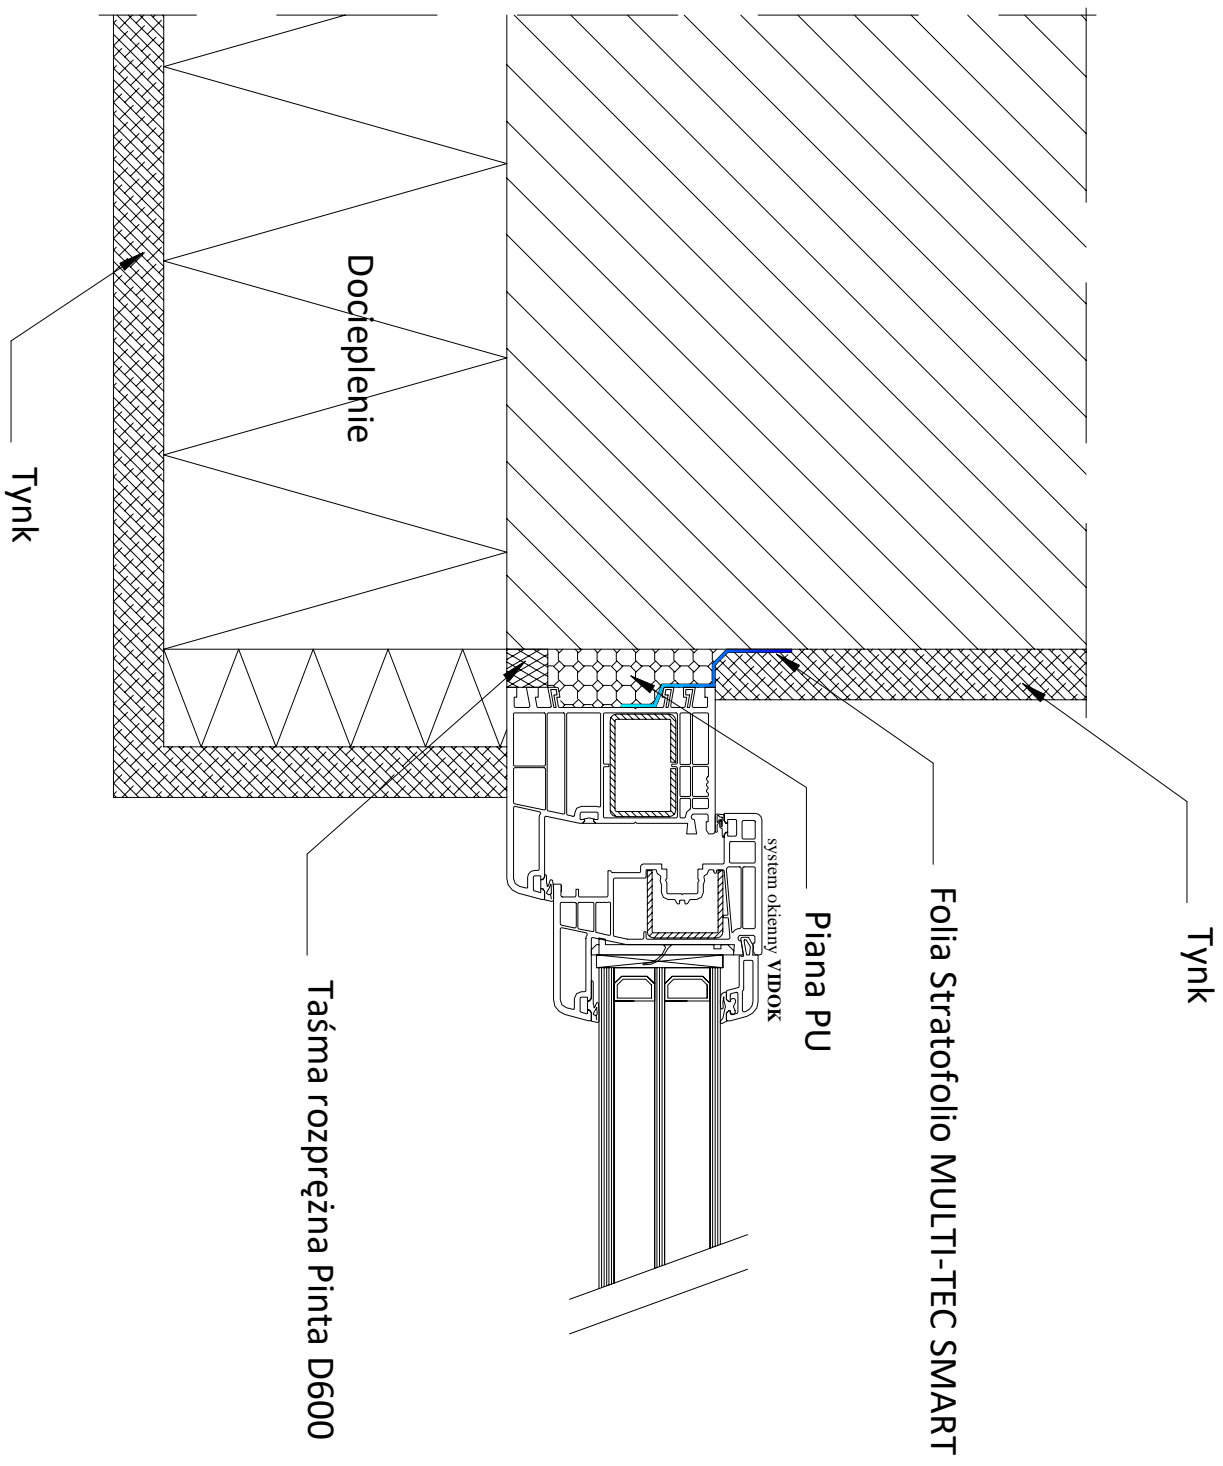 Tynk
Folia Stratofolio MULTI-TEC SMART
Piana PU
system okienny VIDOK
Docieplenie
Taśma rozprężna Pinta D600
Tynk